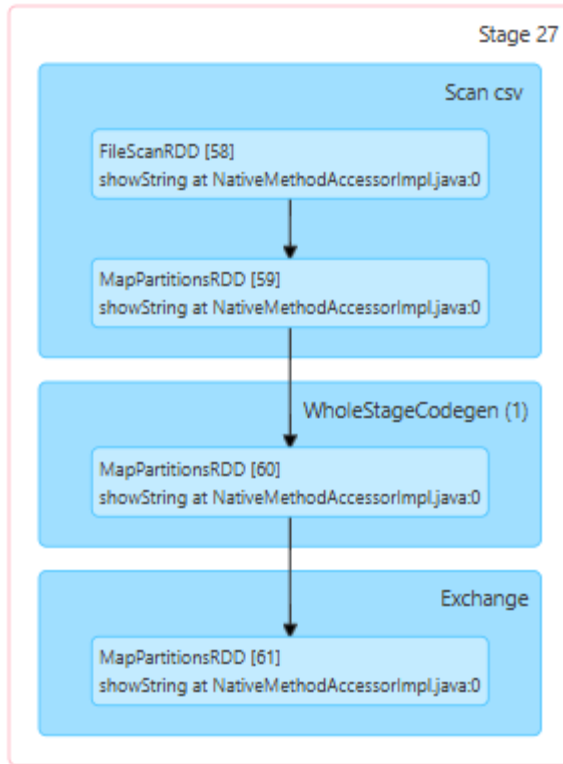 Stage 27
Scan csv
FileScanRDD [58]
showString at NativeMethodAccessorImpl.java:0
MapPartitionsRDD [59]
showString at NativeMethodAccessorImpl.java:0
WholeStageCodegen (1)
MapPartitionsRDD [60]
showString at NativeMethodAccessorImpl.java:0
Exchange
MapPartitionsRDD [61]
showString at NativeMethodAccessorImpl.java:0